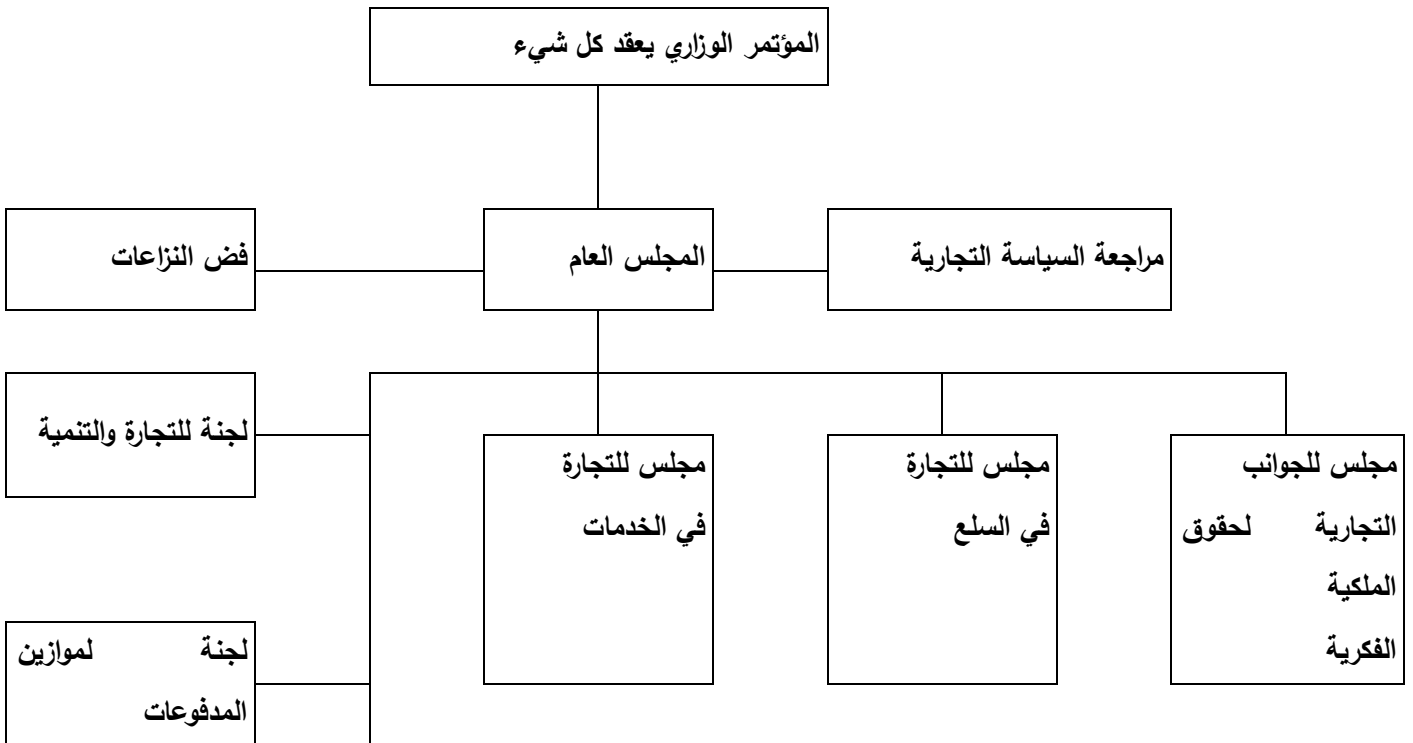 المؤتمر الوزاري يعقد كل شيء
مراجعة السياسة التجارية
المجلس العام
فض النزاعات
مجلس للجوانب
التجارية لحقوق
الملكية
الفكرية
مجلس للتجارة
في السلع
مجلس للتجارة
في الخدمات
لجنة للتجارة والتنمية
لجنة لموازين
المدفوعات